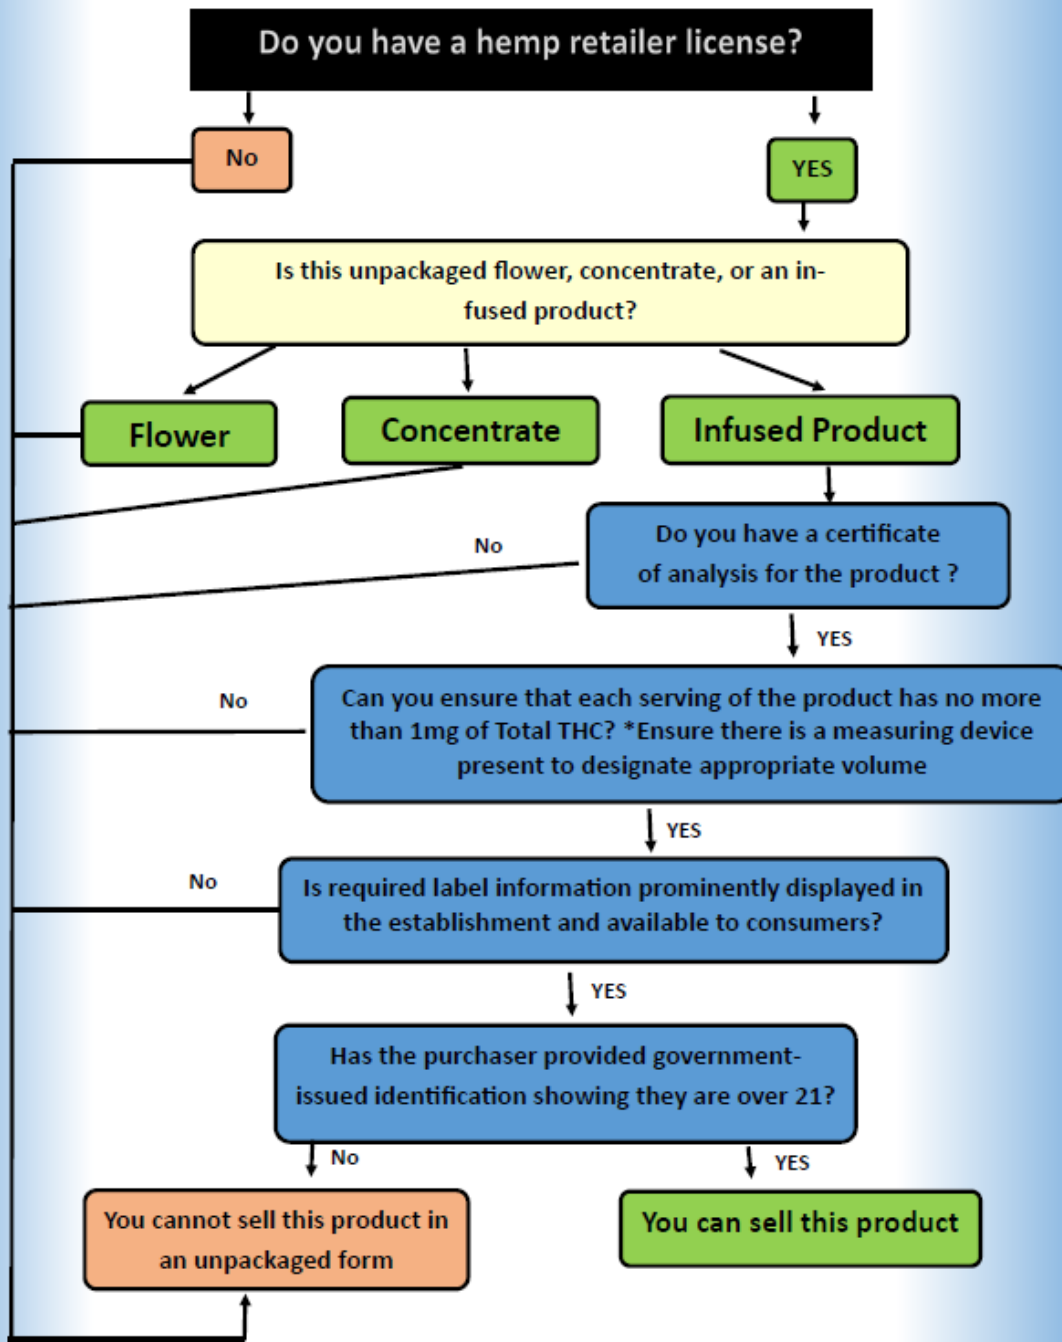 Do you have a hemp retailer license?
No
YES
Is this unpackaged flower, concentrate, or an in-
fused product?
Flower
Concentrate
Infused Product
Do you have a certificate
of analysis for the product ?
No
YES
Can you ensure that each serving of the product has no more
than 1mg of Total THC? *Ensure there is a measuring device
present to designate appropriate volume
No
YES
Is required label information prominently displayed in
the establishment and available to consumers?
No
YES
Has the purchaser provided government-
issued identification showing they are over 21?
No
YES
You cannot sell this product in
an unpackaged form
You can sell this product